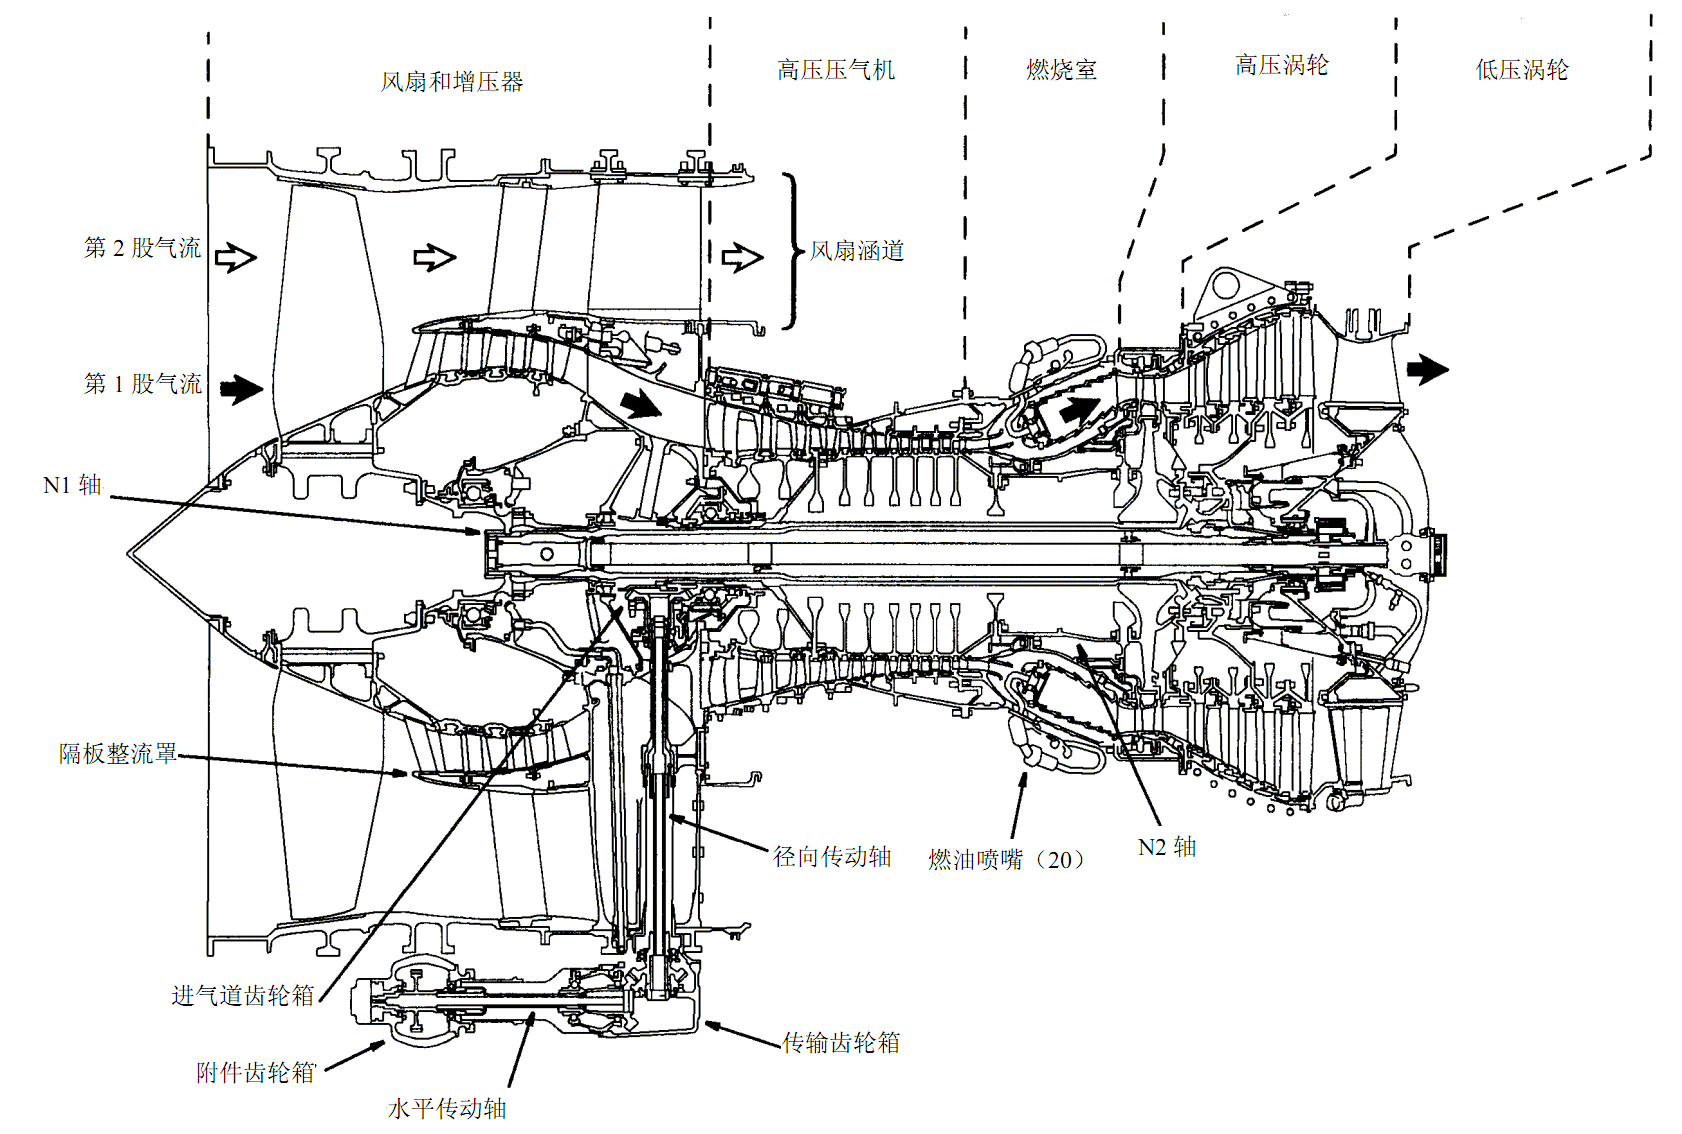 风扇和增压器
高压压气机
燃烧室
高压涡轮
低压涡轮
第 2 股气流
风扇涵道
第 1 股气流
N1 轴
隔板整流罩
径向传动轴
燃油喷嘴（20）
N2 轴
进气道齿轮箱
传输齿轮箱
附件齿轮箱
水平传动轴